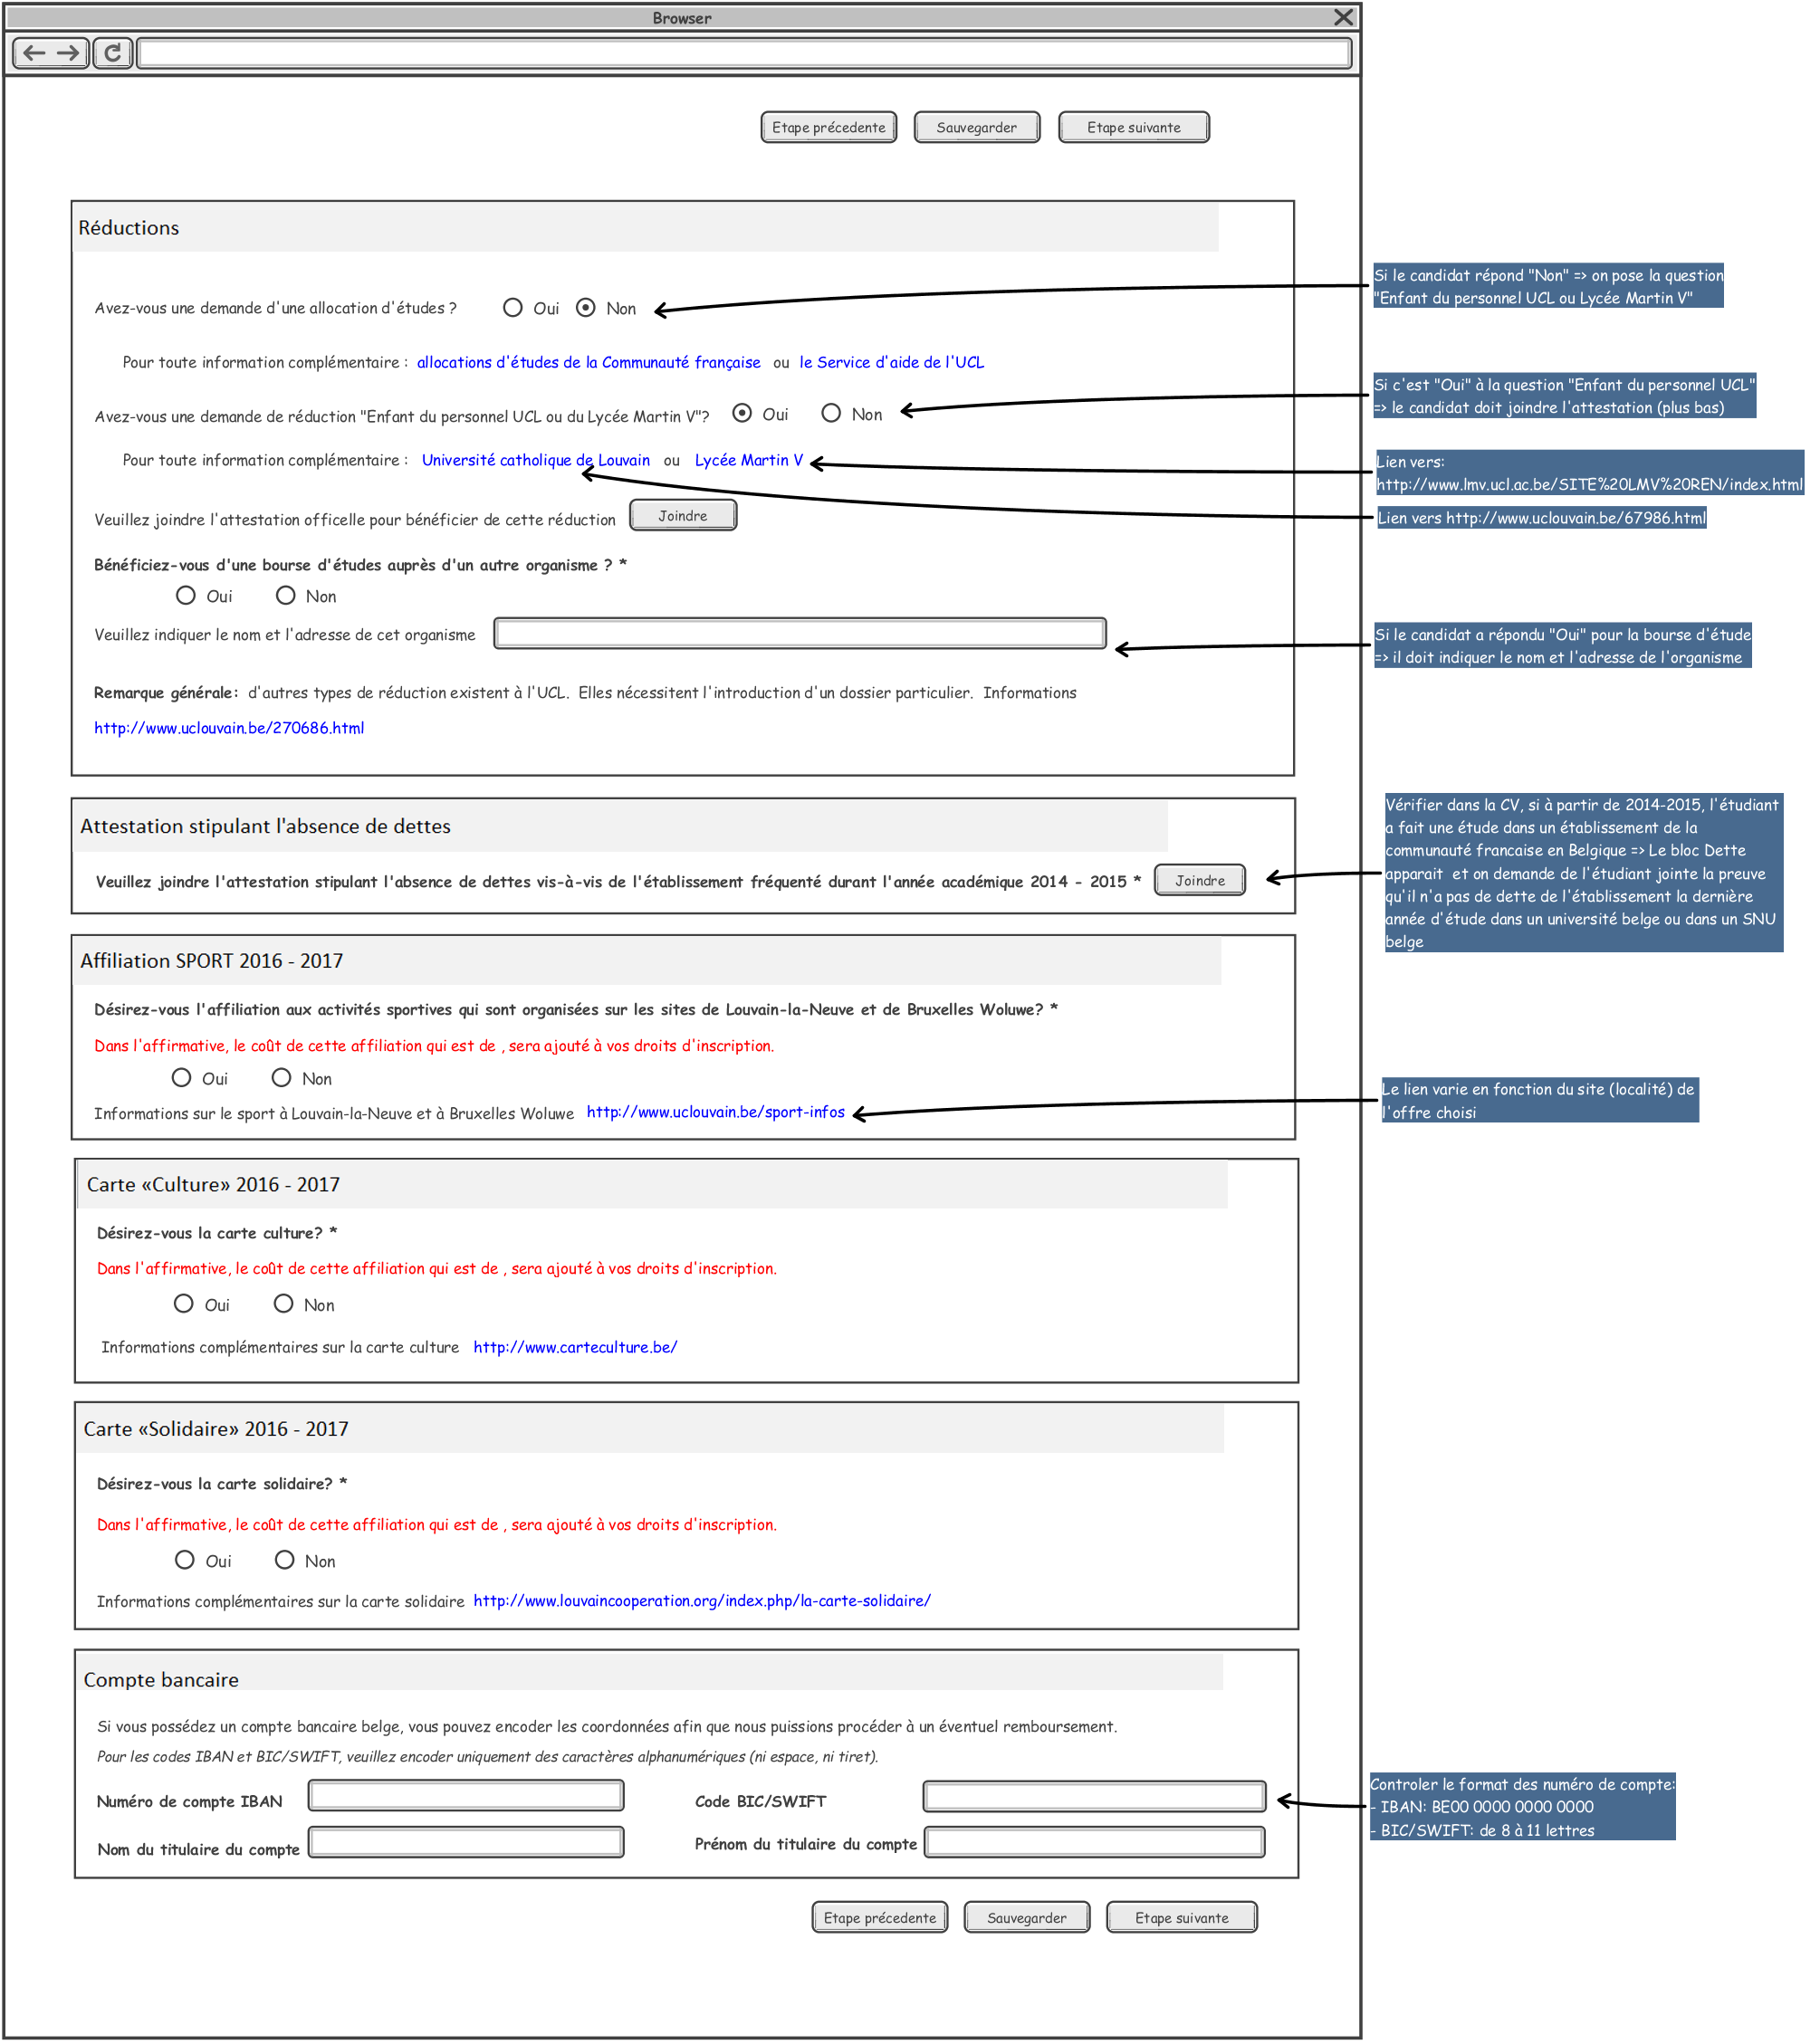 Browser
Etape précedente Sauvegarder Etape suivante
Réductions
Avez-vous une demande d'une allocation d'études ? Oui Non
Si le candidat répond "Non" => on pose la question
"Enfant du personnel UCL ou Lycée Martin V"
Pour toute information complémentaire : allocations d'études de la Communauté française ou le Service d'aide de l'UCL
Avez-vous une demande de réduction "Enfant du personnel UCL ou du Lycée Martin V"? Oui Non
Si c'est "Oui" à la question "Enfant du personnel UCL"
=> le candidat doit joindre l'attestation (plus bas)
Pour toute information complémentaire : Université catholique de Louvain ou Lycée Martin V
Lien vers:
http://www.lmv.ucl.ac.be/SITE%20LMV%20REN/index.html
Lien vers http://www.uclouvain.be/67986.html
Veuillez joindre l'attestation officelle pour bénéficier de cette réduction Joindre
Bénéficiez-vous d'une bourse d'études auprès d'un autre organisme ? *
Oui Non
Veuillez indiquer le nom et l'adresse de cet organisme
Si le candidat a répondu "Oui" pour la bourse d'étude
=> il doit indiquer le nom et l'adresse de l'organisme
Remarque générale: d'autres types de réduction existent à l'UCL. Elles nécessitent l'introduction d'un dossier particulier. Informations
http://www.uclouvain.be/270686.html
Attestation stipulant l'absence de dettes
Veuillez joindre l'attestation stipulant l'absence de dettes vis-à-vis de l'établissement fréquenté durant l'année académique 2014 - 2015 * Joindre
Vérifier dans la CV, si à partir de 2014-2015, l'étudiant
a fait une étude dans un établissement de la
communauté francaise en Belgique => Le bloc Dette
apparait et on demande de l'étudiant jointe la preuve
qu'il n'a pas de dette de l'établissement la dernière
année d'étude dans un université belge ou dans un SNU
belge
Affiliation SPORT 2016 - 2017
Désirez-vous l'affiliation aux activités sportives qui sont organisées sur les sites de Louvain-la-Neuve et de Bruxelles Woluwe? *
Dans l'affirmative, le coût de cette affiliation qui est de , sera ajouté à vos droits d'inscription.
Oui Non
Informations sur le sport à Louvain-la-Neuve et à Bruxelles Woluwe http://www.uclouvain.be/sport-infos
Le lien varie en fonction du site (localité) de
l'offre choisi
Carte «Culture» 2016 - 2017
Désirez-vous la carte culture? *
Dans l'affirmative, le coût de cette affiliation qui est de , sera ajouté à vos droits d'inscription.
Oui Non
Informations complémentaires sur la carte culture http://www.carteculture.be/
Carte «Solidaire» 2016 - 2017
Désirez-vous la carte solidaire? *
Dans l'affirmative, le coût de cette affiliation qui est de , sera ajouté à vos droits d'inscription.
Oui Non
Informations complémentaires sur la carte solidaire http://www.louvaincooperation.org/index.php/la-carte-solidaire/
Compte bancaire
Si vous possédez un compte bancaire belge, vous pouvez encoder les coordonnées afin que nous puissions procéder à un éventuel remboursement.
Pour les codes IBAN et BIC/SWIFT, veuillez encoder uniquement des caractères alphanumériques (ni espace, ni tiret).
Numéro de compte IBAN Code BIC/SWIFT
Nom du titulaire du compte Prénom du titulaire du compte
Controler le format des numéro de compte:
- IBAN: BE00 0000 0000 0000
- BIC/SWIFT: de 8 à 11 lettres
Etape précedente Sauvegarder Etape suivante